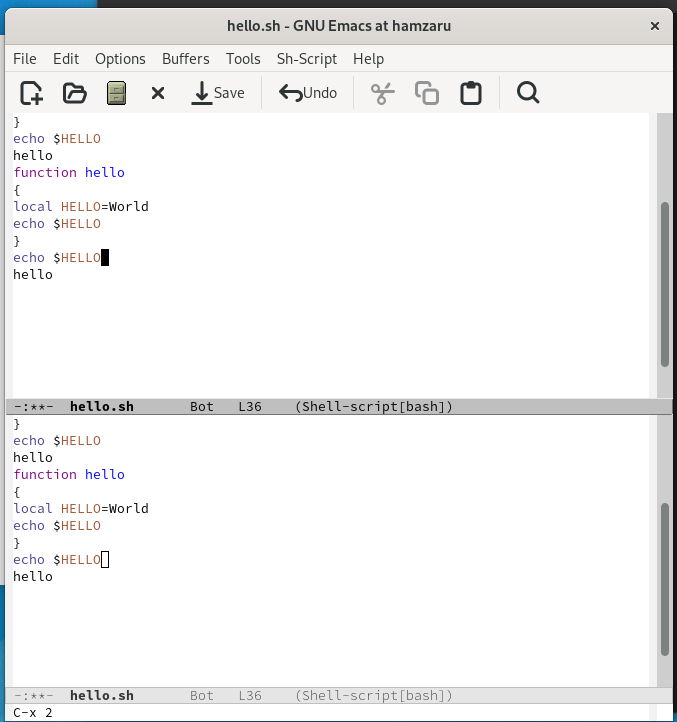 hello.sh - GNU Emacs at hamzaru
File Edit Options Buffers Tools Sh-Script Help
Save Undo
}
echo $HELLO
hello
function hello
{
local HELLO=World
echo $HELLO
}
echo $HELLO
hello
-:**- hello.sh Bot L36 (Shell-script[bash])
}
echo $HELLO
hello
function hello
{
local HELLO=World
echo $HELLO
}
echo $HELLO
hello
-:**- hello.sh Bot L36 (Shell-script[bash])
C-x 2